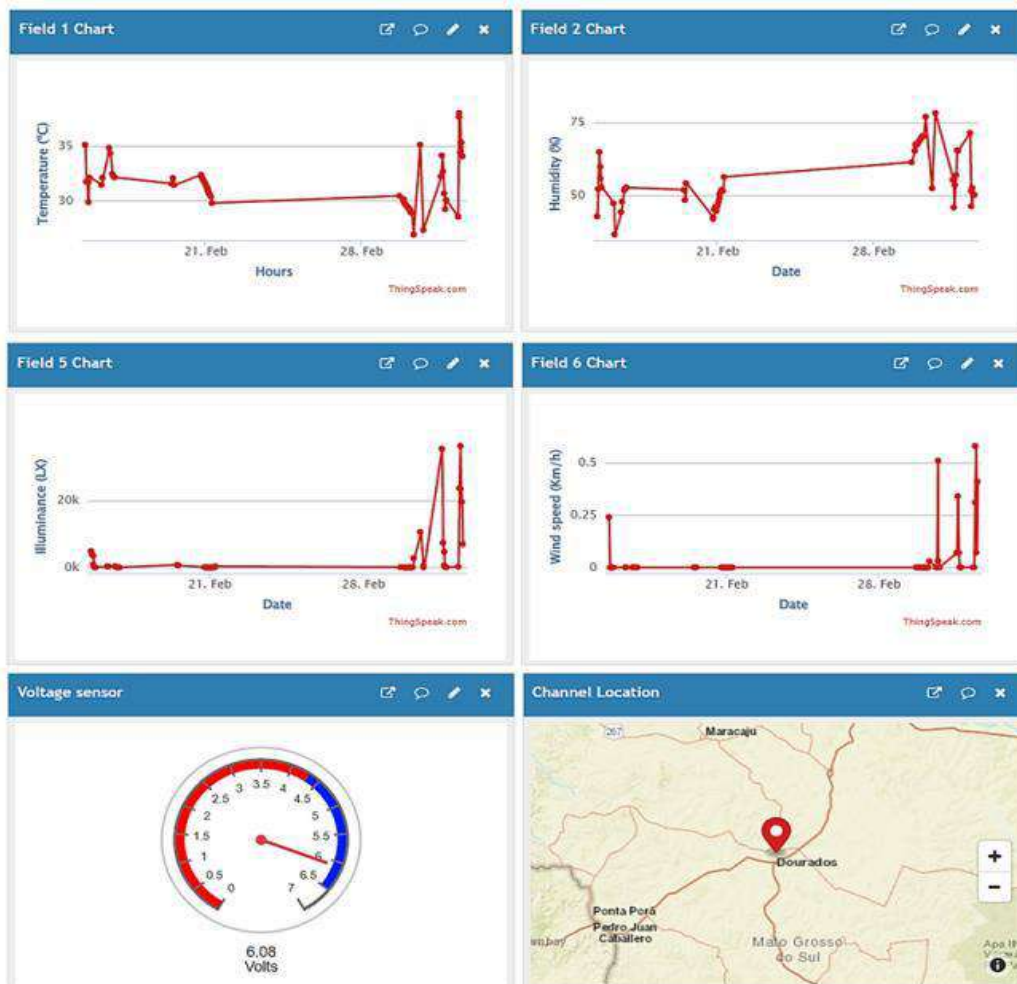 Field 1 Chart
Temperature (°C)
35
30
21. Feb
28. Feb
Hours
ThingSpeak.com
Field 2 Chart
Humidity (%)
75
50
21. Feb
28. Feb
Date
ThingSpeak.com
Field 5 Chart
Illuminance (LX)
20k
0k
21. Feb
28. Feb
Date
ThingSpeak.com
Field 6 Chart
Wind speed (Km/h)
0.5
0.25
0
21. Feb
28. Feb
Date
ThingSpeak.com
Voltage sensor
0
0.5
1
1.5
2
2.5
3
3.5
4
4.5
5
5.5
6
6.5
7
6.08
Volts
Channel Location
267
Maracaju
Dourados
Ponta Porã
Pedro Juan
Caballero
Mato Grosso
do Sul
+
−